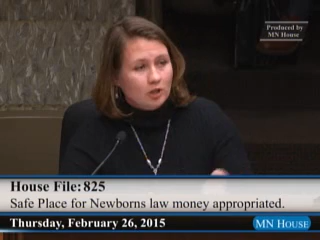 Produced by
MN House
House File: 825
Safe Place for Newborns law money appropriated.
Thursday, February 26, 2015
MN HOUSE